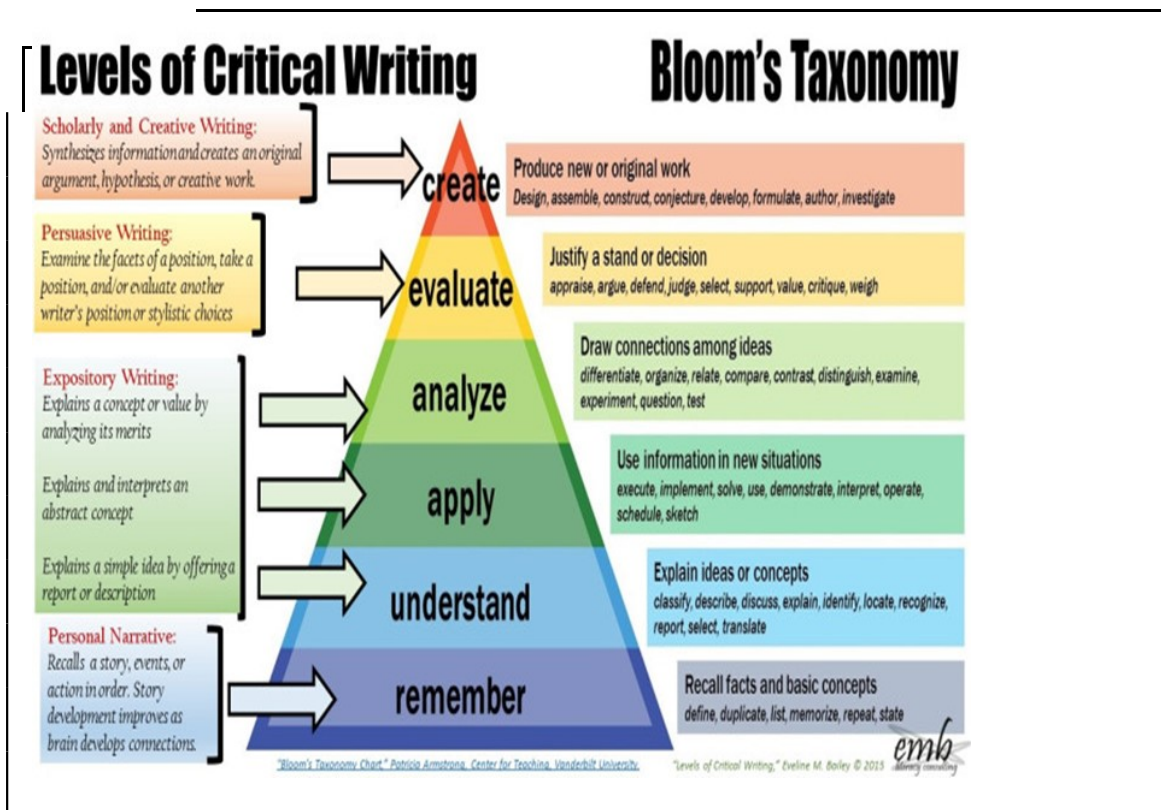 Levels of Critical Writing
Bloom's Taxonomy
Scholarly and Creative Writing:
Synthesizes information and creates an original
argument, hypothesis, or creative work.
Persuasive Writing:
Examine the facets of a position, take a
position, and/or evaluate another
writer's position or stylistic choices
Expository Writing:
Explains a concept or value by
analyzing its merits
Explains and interprets an
abstract concept
Explains a simple idea by offering a
report or description
Personal Narrative:
Recalls a story, events, or
action in order. Story
development improves as
brain develops connections.
create
evaluate
analyze
apply
understand
remember
Produce new or original work
Design, assemble, construct, conjecture, develop, formulate, author, investigate
Justify a stand or decision
appraise, argue, defend, judge, select, support, value, critique, weigh
Draw connections among ideas
differentiate, organize, relate, compare, contrast, distinguish, examine,
experiment, question, test
Use information in new situations
execute, implement, solve, use, demonstrate, interpret, operate,
schedule, sketch
Explain ideas or concepts
classify, describe, discuss, explain, identify, locate, recognize,
report, select, translate
Recall facts and basic concepts
define, duplicate, list, memorize, repeat, state
emb
literacy consulting
"Bloom's Taxonomy Chart," Patricia Armstrong, Center for Teaching, Vanderbilt University.
"Levels of Critical Writing," Eveline M. Bailey © 2015